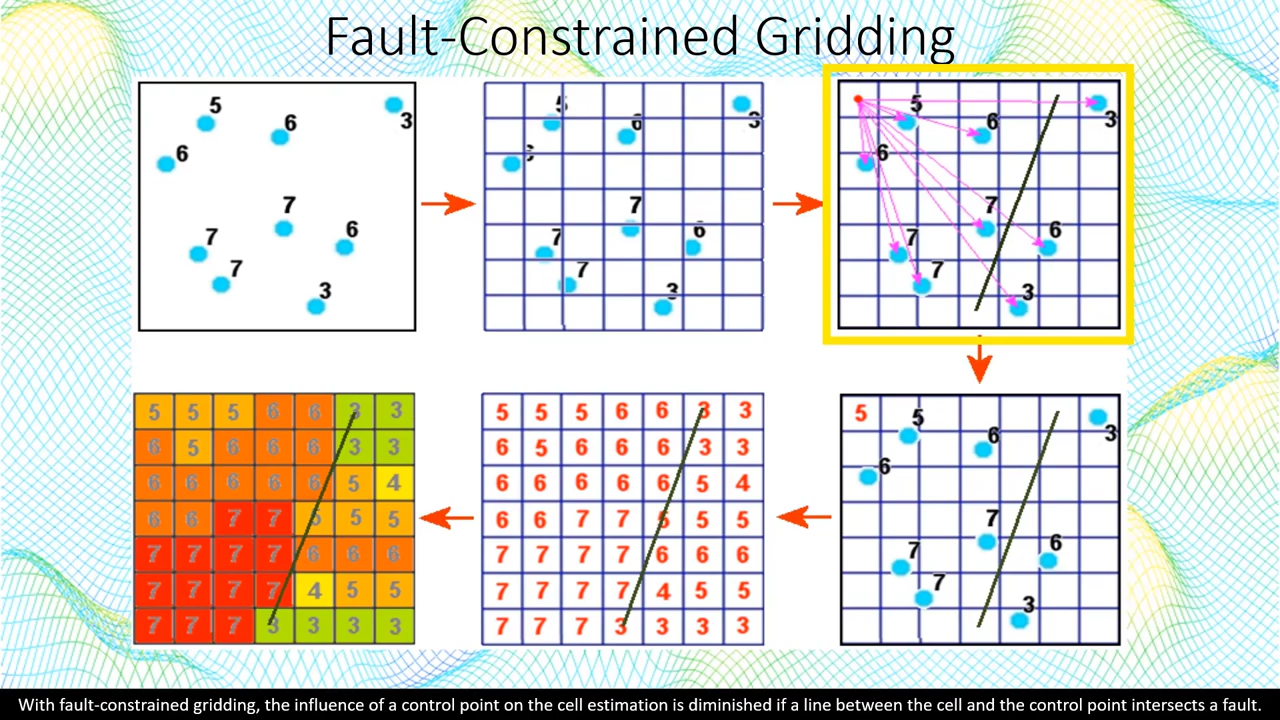 Fault-Constrained Gridding
5
6
3
6
7
6
7
7
3
6
3
7
7
6
7
3
5
6
3
6
7
6
7
7
3
5 5 5 6 6 3 3
6 5 6 6 6 3 3
6 6 6 6 6 5 4
6 6 7 7 5 5
7 7 7 7 6 6 6
7 7 7 7 4 5 5
7 7 7 3 3 3 3
5 5 5 6 6 3 3
6 5 6 6 6 3 3
6 6 6 6 6 5 4
6 6 7 7 5 5
7 7 7 7 6 6 6
7 7 7 7 4 5 5
7 7 7 3 3 3 3
5
5
6
3
6
7
6
7
7
3
With fault-constrained gridding, the influence of a control point on the cell estimation is diminished if a line between the cell and the control point intersects a fault.